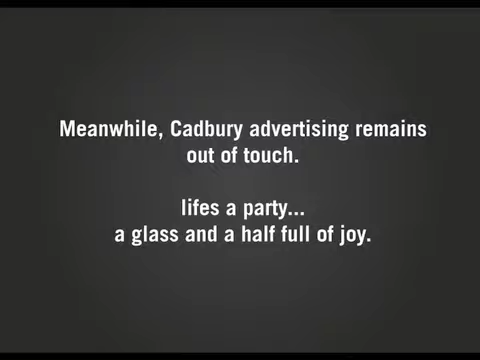 Meanwhile, Cadbury advertising remains
out of touch.
lifes a party...
a glass and a half full of joy.